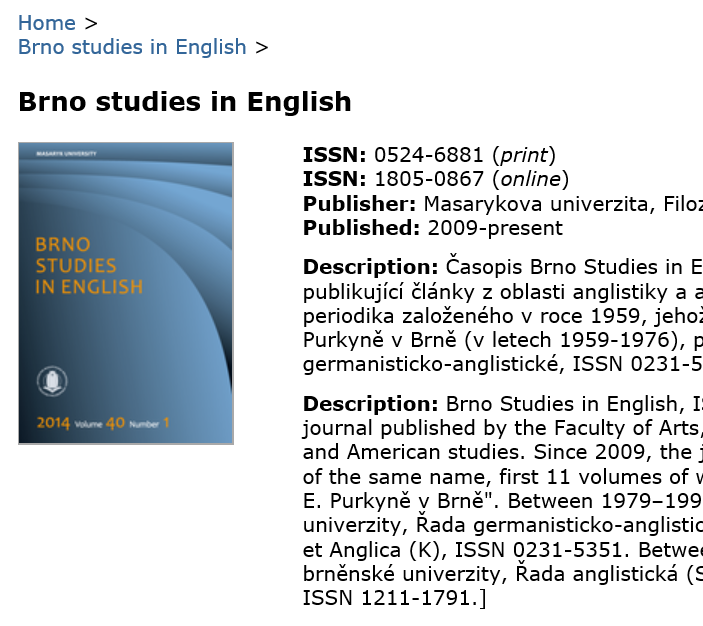 Home >
Brno studies in English >
Brno studies in English
MASARYK UNIVERSITY
BRNO
STUDIES
IN ENGLISH
2014 Volume 40 Number 1
ISSN: 0524-6881 (print)
ISSN: 1805-0867 (online)
Publisher: Masarykova univerzita, Filoz
Published: 2009-present
Description: Časopis Brno Studies in E
publikující články z oblasti anglistiky a a
periodika založeného v roce 1959, jehož
Purkyně v Brně (v letech 1959-1976), p
germanisticko-anglistické, ISSN 0231-5
Description: Brno Studies in English, IS
journal published by the Faculty of Arts,
and American studies. Since 2009, the j
of the same name, first 11 volumes of w
E. Purkyně v Brně". Between 1979–199
univerzity, Řada germanisticko-anglistic
et Anglica (K), ISSN 0231-5351. Betwee
brněnské univerzity, Řada anglistická (S
ISSN 1211-1791.]